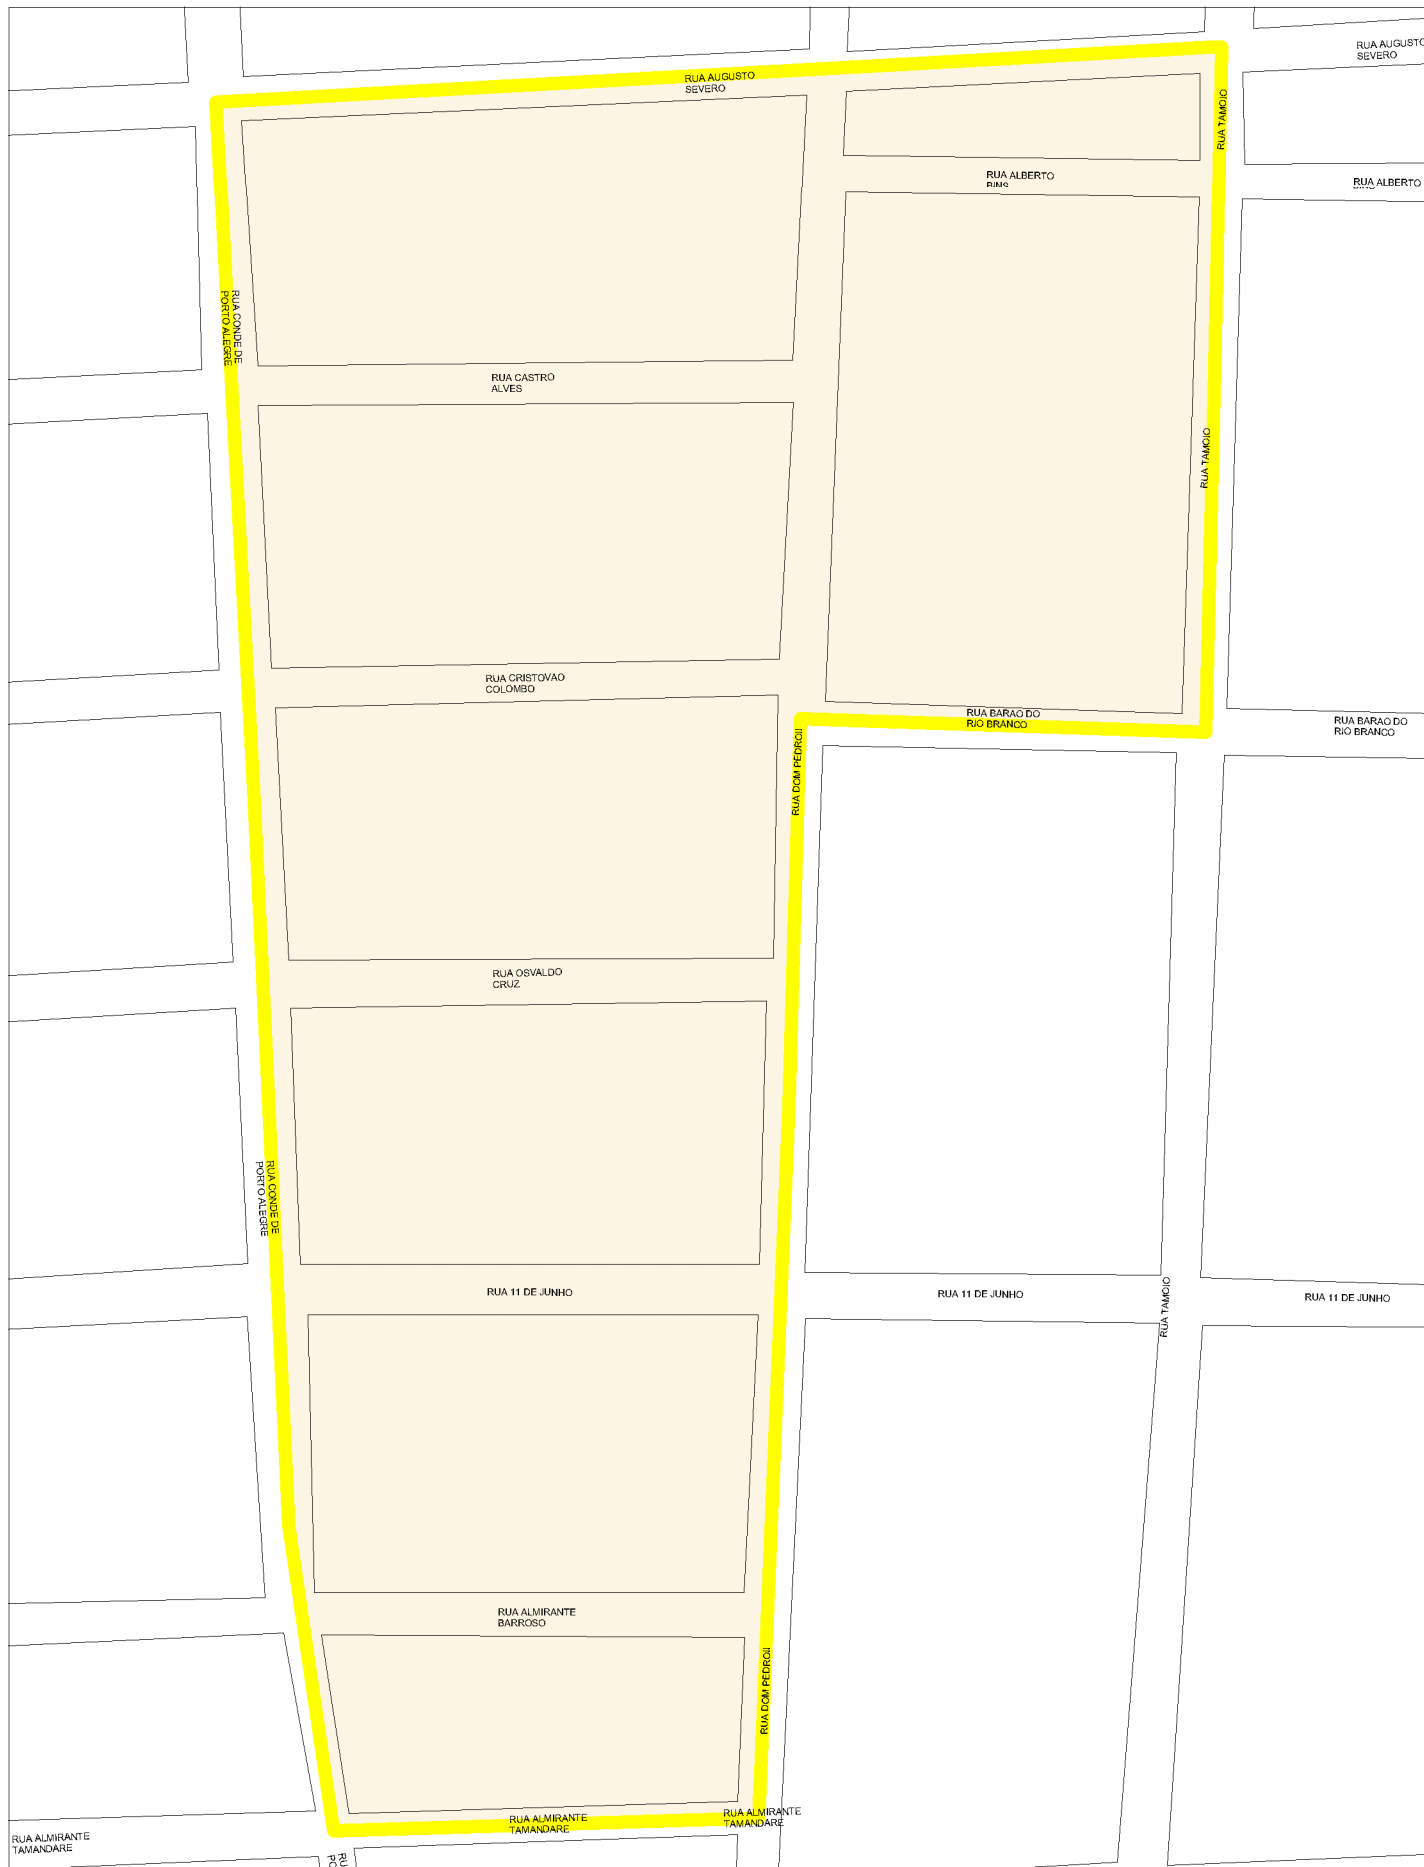 RUA AUGUSTO
SEVERO
RUA AUGUSTO
SEVERO
RUA TAMOIO
RUA ALBERTO
BINS
RUA ALBERTO
RUA CONDE DE
PORTO ALEGRE
RUA CASTRO
ALVES
RUA TAMOIO
RUA CRISTOVAO
COLOMBO
RUA BARAO DO
RIO BRANCO
RUA BARAO DO
RIO BRANCO
RUA DOM PEDRO II
RUA OSVALDO
CRUZ
RUA CONDE DE
PORTO ALEGRE
RUA 11 DE JUNHO
RUA 11 DE JUNHO
RUA 11 DE JUNHO
RUA TAMOIO
RUA ALMIRANTE
BARROSO
RUA DOM PEDRO II
RUA ALMIRANTE
TAMANDARE
RUA ALMIRANTE
TAMANDARE
RUA ALMIRANTE
TAMANDARE